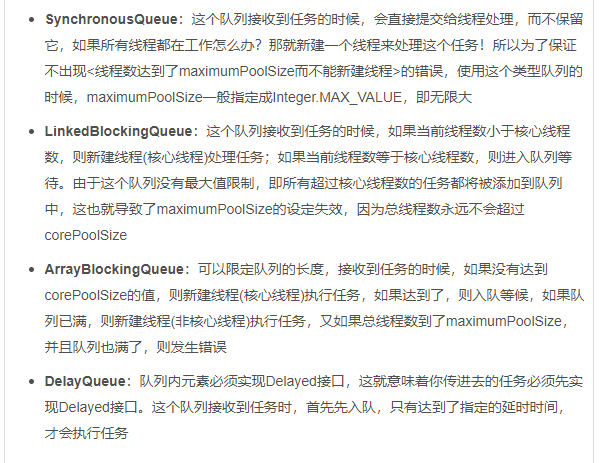 • SynchronousQueue：这个队列接收到任务的时候，会直接提交给线程处理，而不保留
它，如果所有线程都在工作怎么办？那就新建一个线程来处理这个任务！所以为了保证
不出现<线程数达到了maximumPoolSize而不能新建线程>的错误，使用这个类型队列的
时候，maximumPoolSize一般指定成Integer.MAX_VALUE，即无限大
• LinkedBlockingQueue：这个队列接收到任务的时候，如果当前线程数小于核心线程
数，则新建线程(核心线程)处理任务；如果当前线程数等于核心线程数，则进入队列等
待。由于这个队列没有最大值限制，即所有超过核心线程数的任务都将被添加到队列
中，这也就导致了maximumPoolSize的设定失效，因为总线程数永远不会超过
corePoolSize
• ArrayBlockingQueue：可以限定队列的长度，接收到任务的时候，如果没有达到
corePoolSize的值，则新建线程(核心线程)执行任务，如果达到了，则入队等候，如果队
列已满，则新建线程(非核心线程)执行任务，又如果总线程数到了maximumPoolSize，
并且队列也满了，则发生错误
• DelayQueue：队列内元素必须实现Delayed接口，这就意味着你传进去的任务必须先实
现Delayed接口。这个队列接收到任务时，首先先入队，只有达到了指定的延时时间，
才会执行任务